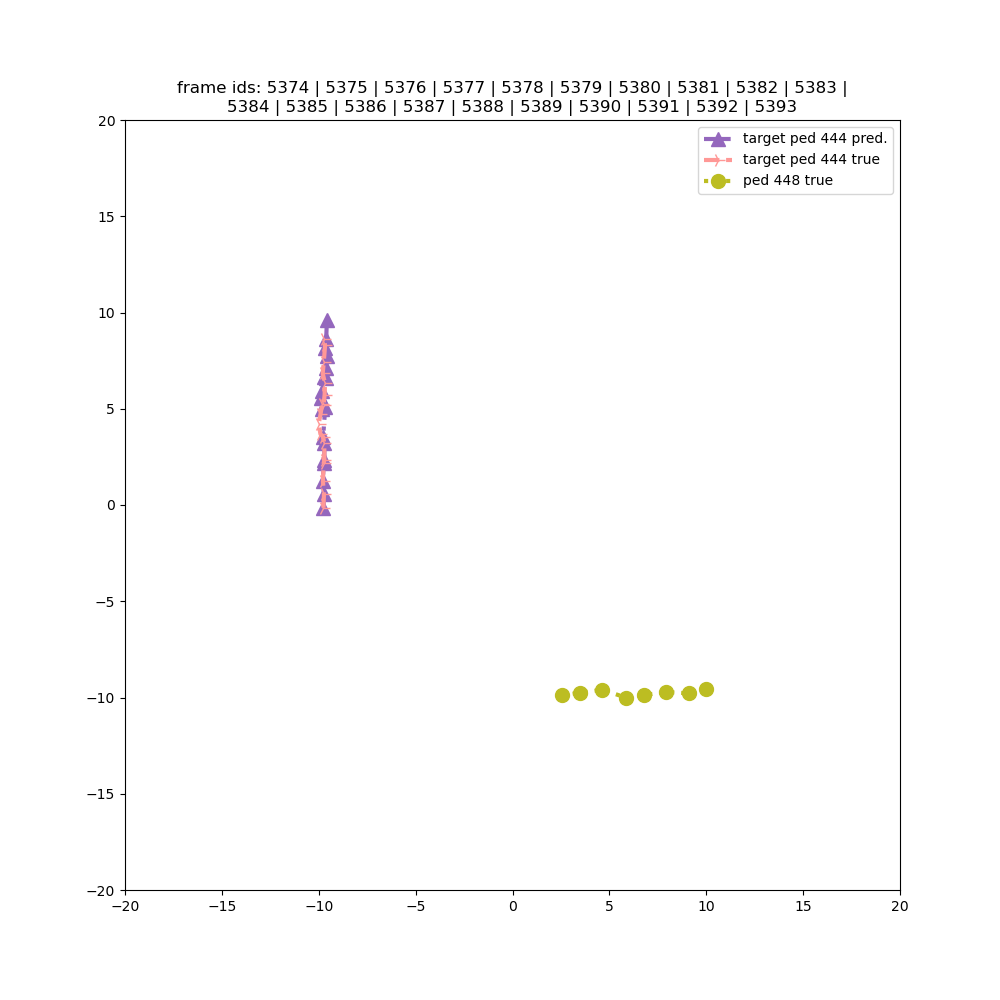 frame ids: 5374 | 5375 | 5376 | 5377 | 5378 | 5379 | 5380 | 5381 | 5382 | 5383 |
5384 | 5385 | 5386 | 5387 | 5388 | 5389 | 5390 | 5391 | 5392 | 5393
target ped 444 pred.
target ped 444 true
ped 448 true
20
15
10
5
0
−5
−10
−15
−20
−20 −15 −10 −5 0 5 10 15 20